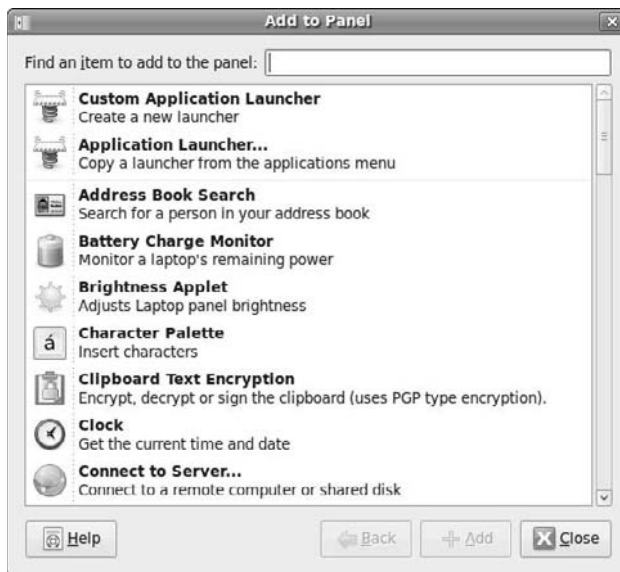 Add to Panel
Find an item to add to the panel:
Custom Application Launcher
Create a new launcher
Application Launcher...
Copy a launcher from the applications menu
Address Book Search
Search for a person in your address book
Battery Charge Monitor
Monitor a laptop's remaining power
Brightness Applet
Adjusts Laptop panel brightness
á
Character Palette
Insert characters
Clipboard Text Encryption
Encrypt, decrypt or sign the clipboard (uses PGP type encryption).
Clock
Get the current time and date
Connect to Server...
Connect to a remote computer or shared disk
Help
Back
Add
Close